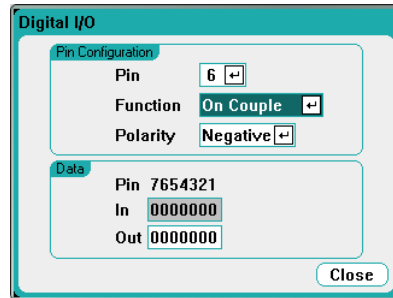 Digital I/O
Pin Configuration
Pin 6
Function On Couple
Polarity Negative
Data
Pin 7654321
In 0000000
Out 0000000
Close